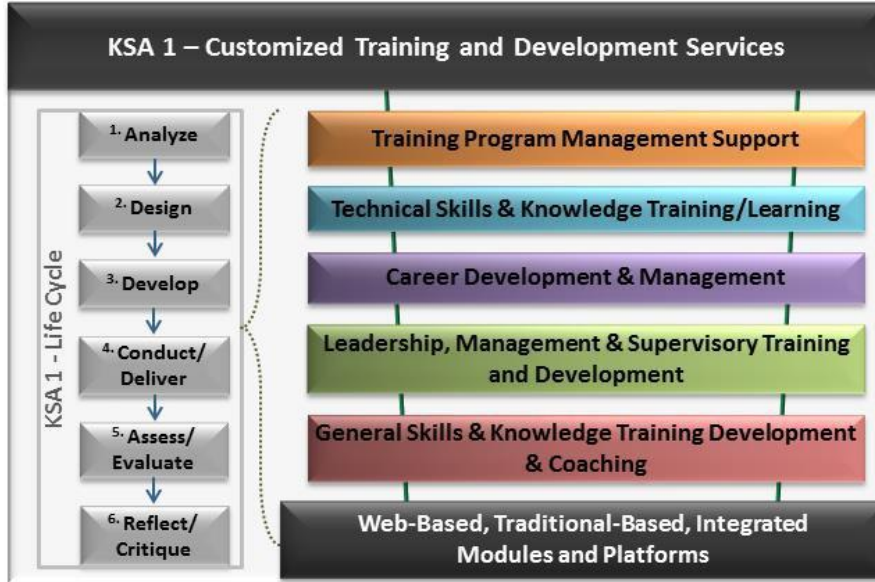 KSA 1 – Customized Training and Development Services
KSA 1 - Life Cycle
1. Analyze
2. Design
3. Develop
4. Conduct/
Deliver
5. Assess/
Evaluate
6. Reflect/
Critique
Training Program Management Support
Technical Skills & Knowledge Training/Learning
Career Development & Management
Leadership, Management & Supervisory Training
and Development
General Skills & Knowledge Training Development
& Coaching
Web-Based, Traditional-Based, Integrated
Modules and Platforms